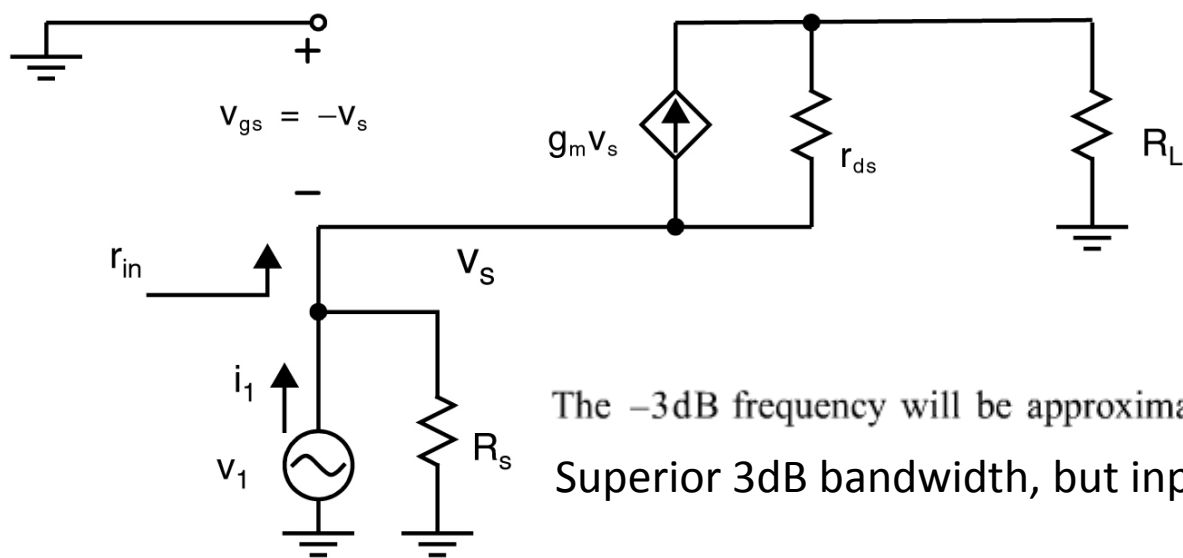 +
v_gs = −v_s
−
g_m v_s
r_ds
R_L
r_in
v_s
i_1
v_1
R_s
The −3dB frequency will be approxima
Superior 3dB bandwidth, but inp